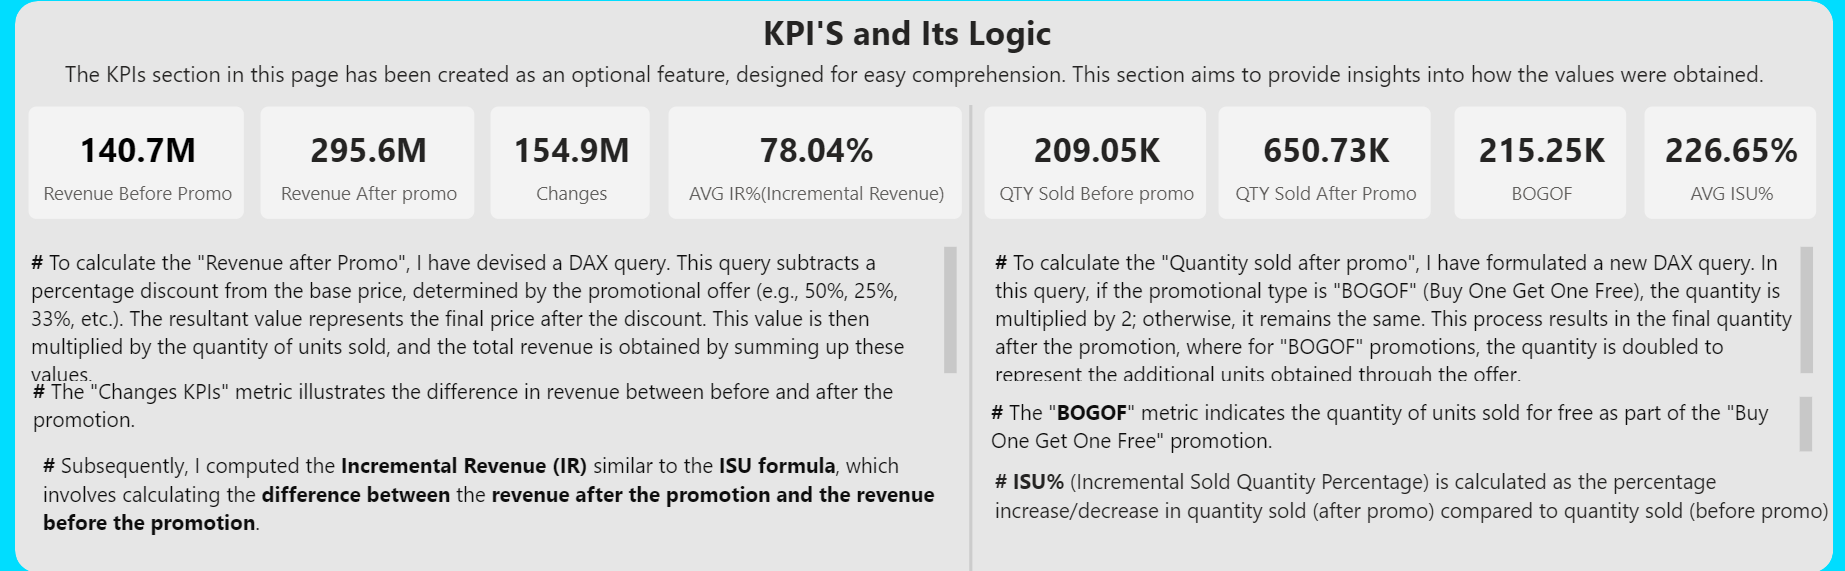 KPI'S and Its Logic
The KPIs section in this page has been created as an optional feature, designed for easy comprehension. This section aims to provide insights into how the values were obtained.
140.7M
Revenue Before Promo
295.6M
Revenue After promo
154.9M
Changes
78.04%
AVG IR%(Incremental Revenue)
209.05K
QTY Sold Before promo
650.73K
QTY Sold After Promo
215.25K
BOGOF
226.65%
AVG ISU%
# To calculate the "Revenue after Promo", I have devised a DAX query. This query subtracts a
percentage discount from the base price, determined by the promotional offer (e.g., 50%, 25%,
33%, etc.). The resultant value represents the final price after the discount. This value is then
multiplied by the quantity of units sold, and the total revenue is obtained by summing up these
values.
# The "Changes KPIs" metric illustrates the difference in revenue between before and after the
promotion.
# Subsequently, I computed the Incremental Revenue (IR) similar to the ISU formula, which
involves calculating the difference between the revenue after the promotion and the revenue
before the promotion.
# To calculate the "Quantity sold after promo", I have formulated a new DAX query. In
this query, if the promotional type is "BOGOF" (Buy One Get One Free), the quantity is
multiplied by 2; otherwise, it remains the same. This process results in the final quantity
after the promotion, where for "BOGOF" promotions, the quantity is doubled to
represent the additional units obtained through the offer.
# The "BOGOF" metric indicates the quantity of units sold for free as part of the "Buy
One Get One Free" promotion.
# ISU% (Incremental Sold Quantity Percentage) is calculated as the percentage
increase/decrease in quantity sold (after promo) compared to quantity sold (before promo)